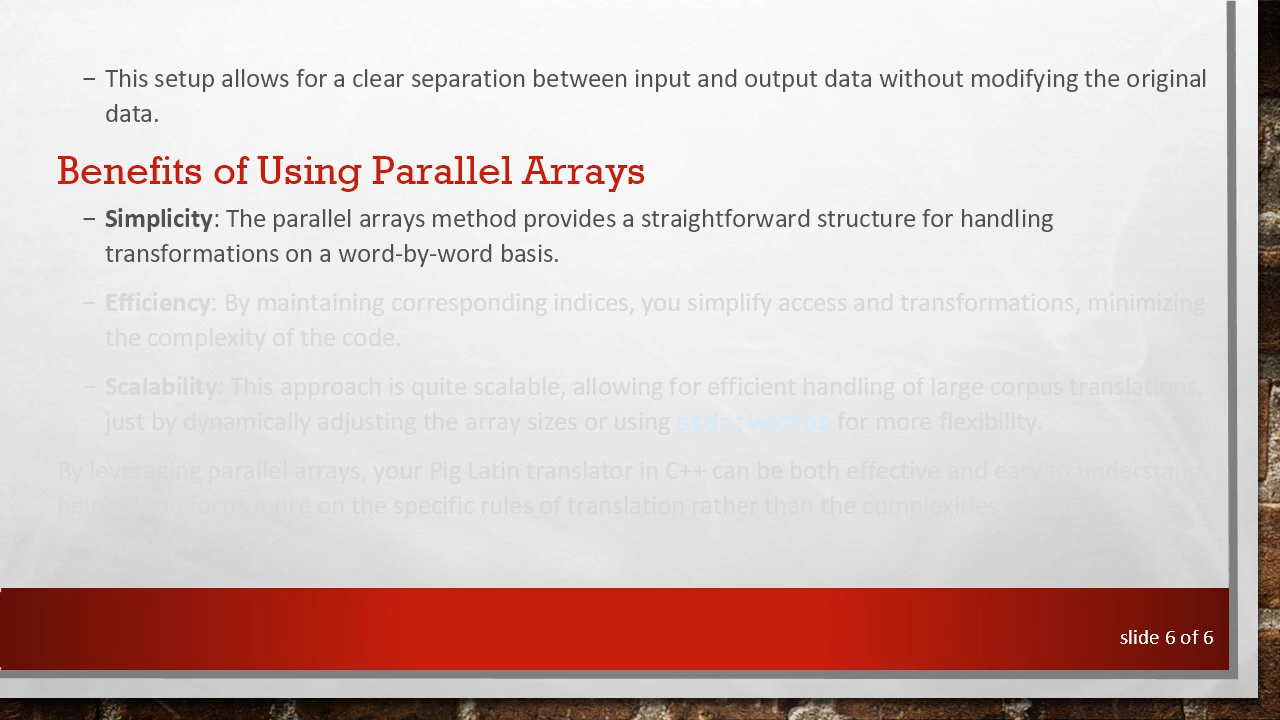 – This setup allows for a clear separation between input and output data without modifying the original
data.
Benefits of Using Parallel Arrays
– Simplicity: The parallel arrays method provides a straightforward structure for handling
transformations on a word-by-word basis.
– Efficiency: By maintaining corresponding indices, you simplify access and transformations, minimizing
the complexity of the code.
– Scalability: This approach is quite scalable, allowing for efficient handling of large corpus translations,
just by dynamically adjusting the array sizes or using std::vector for more flexibility.
By leveraging parallel arrays, your Pig Latin translator in C++ can be both effective and easy to understand,
focus more on the specific rules of translation rather than the complexities
slide 6 of 6